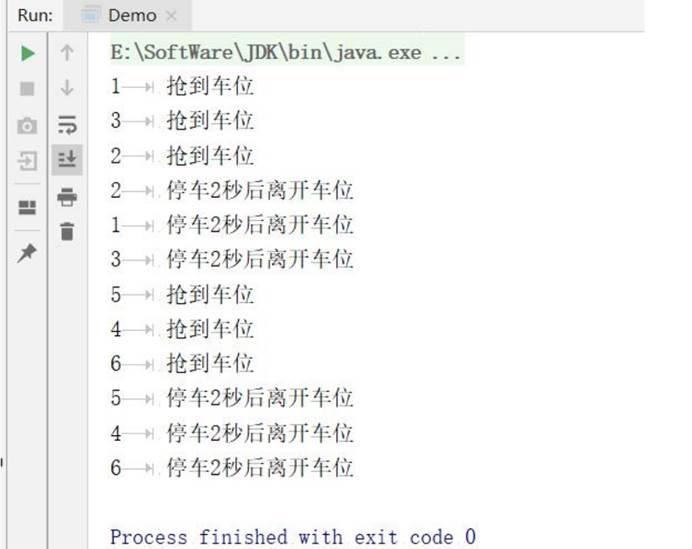 Run: Demo ×
E:\SoftWare\JDK\bin\java.exe ...
1	抢到车位
3	抢到车位
2	抢到车位
2	停车2秒后离开车位
1	停车2秒后离开车位
3	停车2秒后离开车位
5	抢到车位
4	抢到车位
6	抢到车位
5	停车2秒后离开车位
4	停车2秒后离开车位
6	停车2秒后离开车位
Process finished with exit code 0